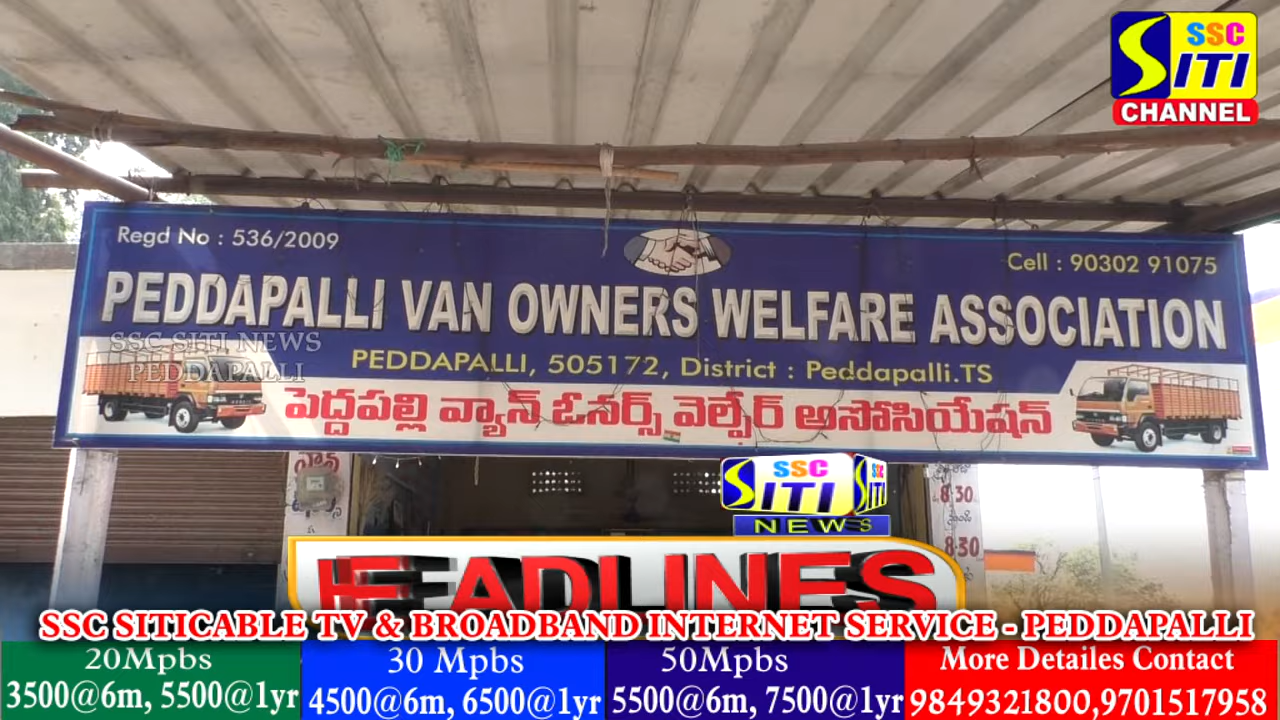 SSC
SITI
CHANNEL
Regd No : 536/2009
Cell : 90302 91075
PEDDAPALLI VAN OWNERS WELFARE ASSOCIATION
SSC SITI NEWS
PEDDAPALLI
PEDDAPALLI, 505172, District : Peddapalli.TS
పెద్దపల్లి వ్యాన్ ఓనర్స్ వెల్ఫేర్ అసోసియేషన్
SSC
SITI
SSC
SITI
NEWS
8.30
8.30
HEADLINES
SSC SITICABLE TV & BROADBAND INTERNET SERVICE - PEDDAPALLI
20Mpbs
3500@6m, 5500@1yr
30 Mpbs
4500@6m, 6500@1yr
50Mpbs
5500@6m, 7500@1yr
More Detailes Contact
9849321800,9701517958